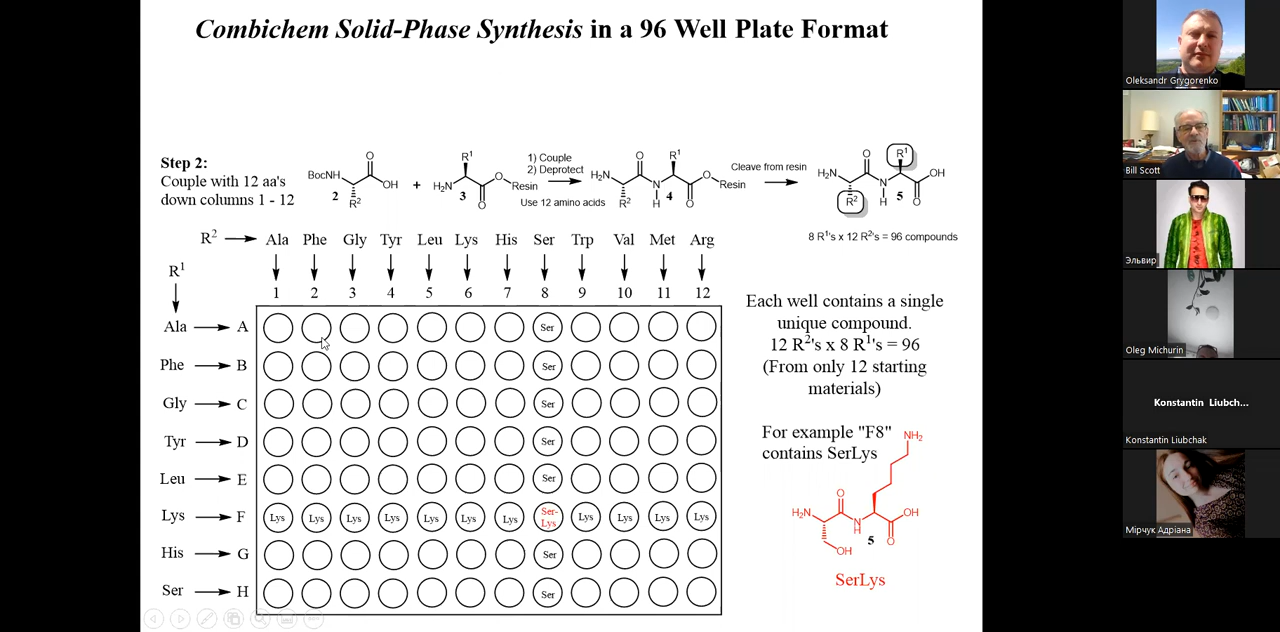 Combichem Solid-Phase Synthesis in a 96 Well Plate Format
Step 2:
Couple with 12 aa's
down columns 1 - 12
BocNH
O
OH
R2
2
+
R1
H2N
O
Resin
O
3
1) Couple
2) Deprotect
Use 12 amino acids
H2N
O
R1
R2
N
H
O
Resin
O
4
Cleave from resin
H2N
O
R1
R2
N
H
OH
O
5
8 R1's x 12 R2's = 96 compounds
R2 Ala Phe Gly Tyr Leu Lys His Ser Trp Val Met Arg
R1
1 2 3 4 5 6 7 8 9 10 11 12
Ala A Ser
Phe B Ser
Gly C Ser
Tyr D Ser
Leu E Ser
Lys F Lys Lys Lys Lys Lys Lys Lys Ser-Lys Lys Lys Lys Lys
His G Ser
Ser H Ser
Each well contains a single
unique compound.
12 R2's x 8 R1's = 96
(From only 12 starting
materials)
For example "F8"
contains SerLys
NH2
H2N
O
N
H
OH
O
OH
5
SerLys
Oleksandr Grygorenko
Bill Scott
Эльвир
Oleg Michurin
Konstantin Liubch...
Konstantin Liubchak
Мірчук Адріана